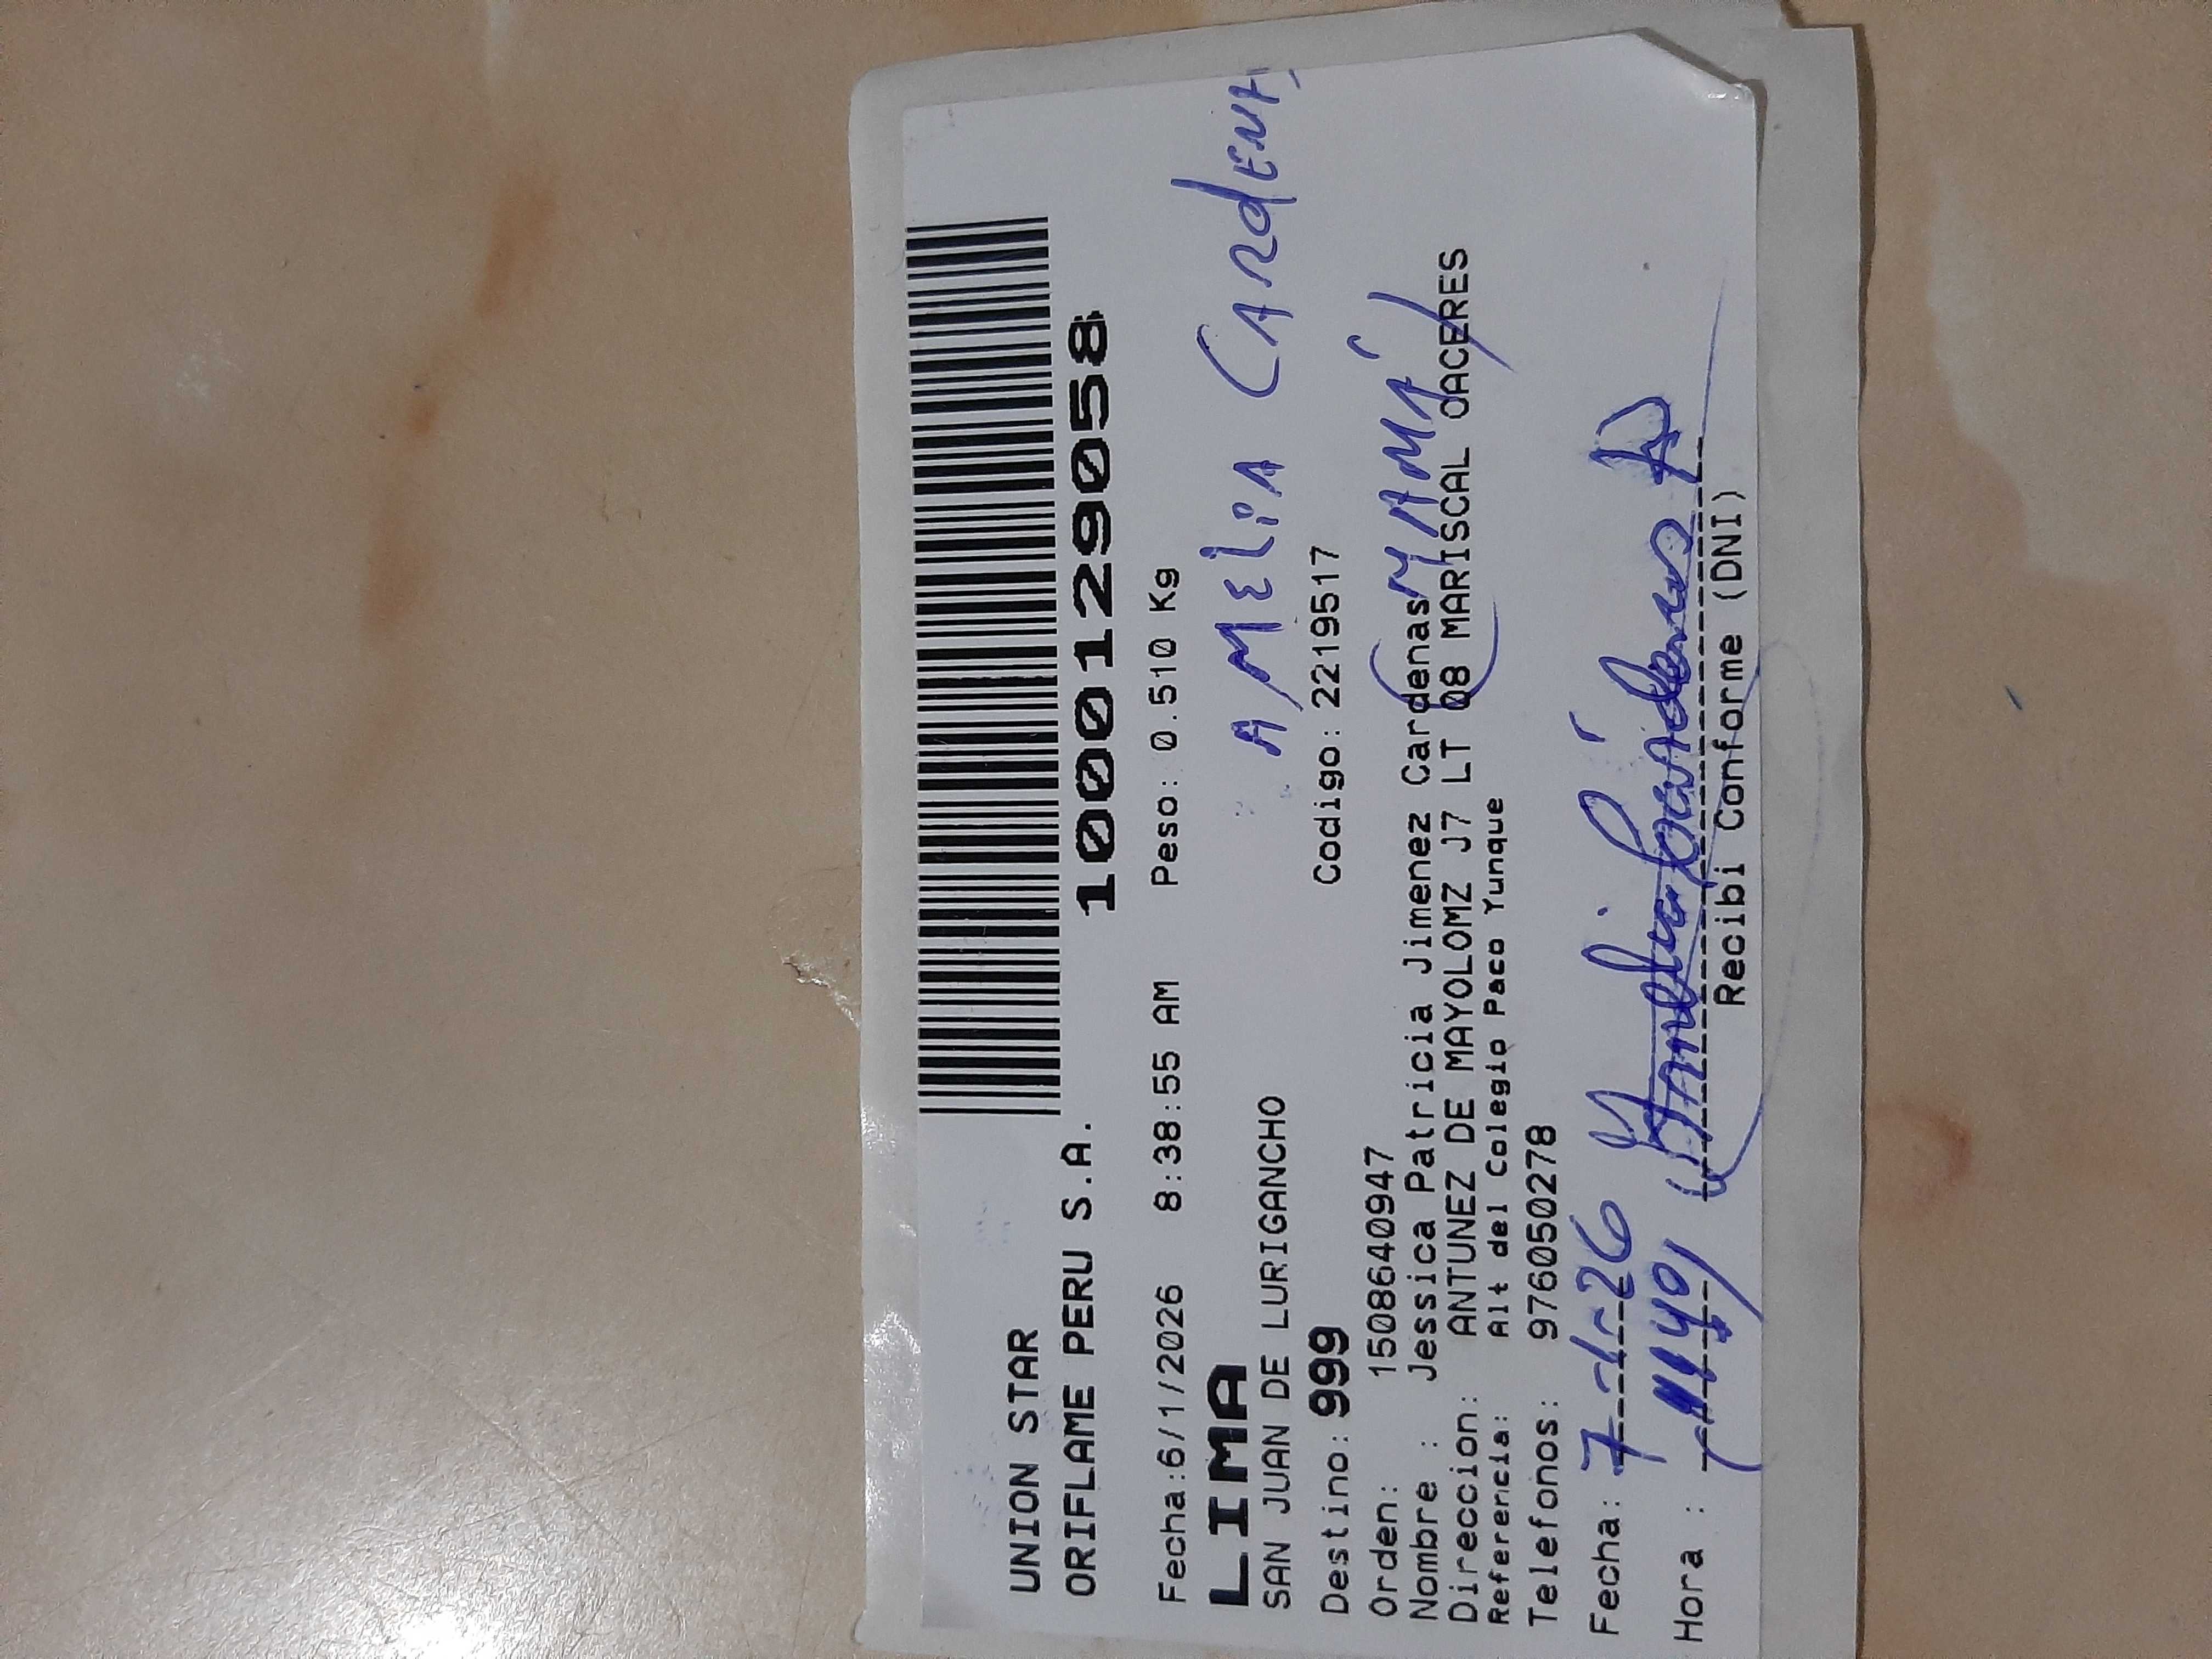 UNION STAR
ORIFLAME PERU S.A.
1000129058
Fecha:6/1/2026 8:38:55 AM Peso: 0.510 Kg
LIMA
AMELIA CARdENAS
SAN JUAN DE LURIGANCHO
Destino: 999 Codigo: 2219517
Orden: 1508640947
Nombre : Jessica Patricia Jimenez Cardenas
(MAMÁ)
Direccion: ANTUNEZ DE MAYOLOMZ J7 LT 08 MARISCAL CACERES
Referencia: Alt del Colegio Paco Yunque
Telefonos: 976050278
Fecha: 7-1-26
Hora :
Recibi Conforme (DNI)